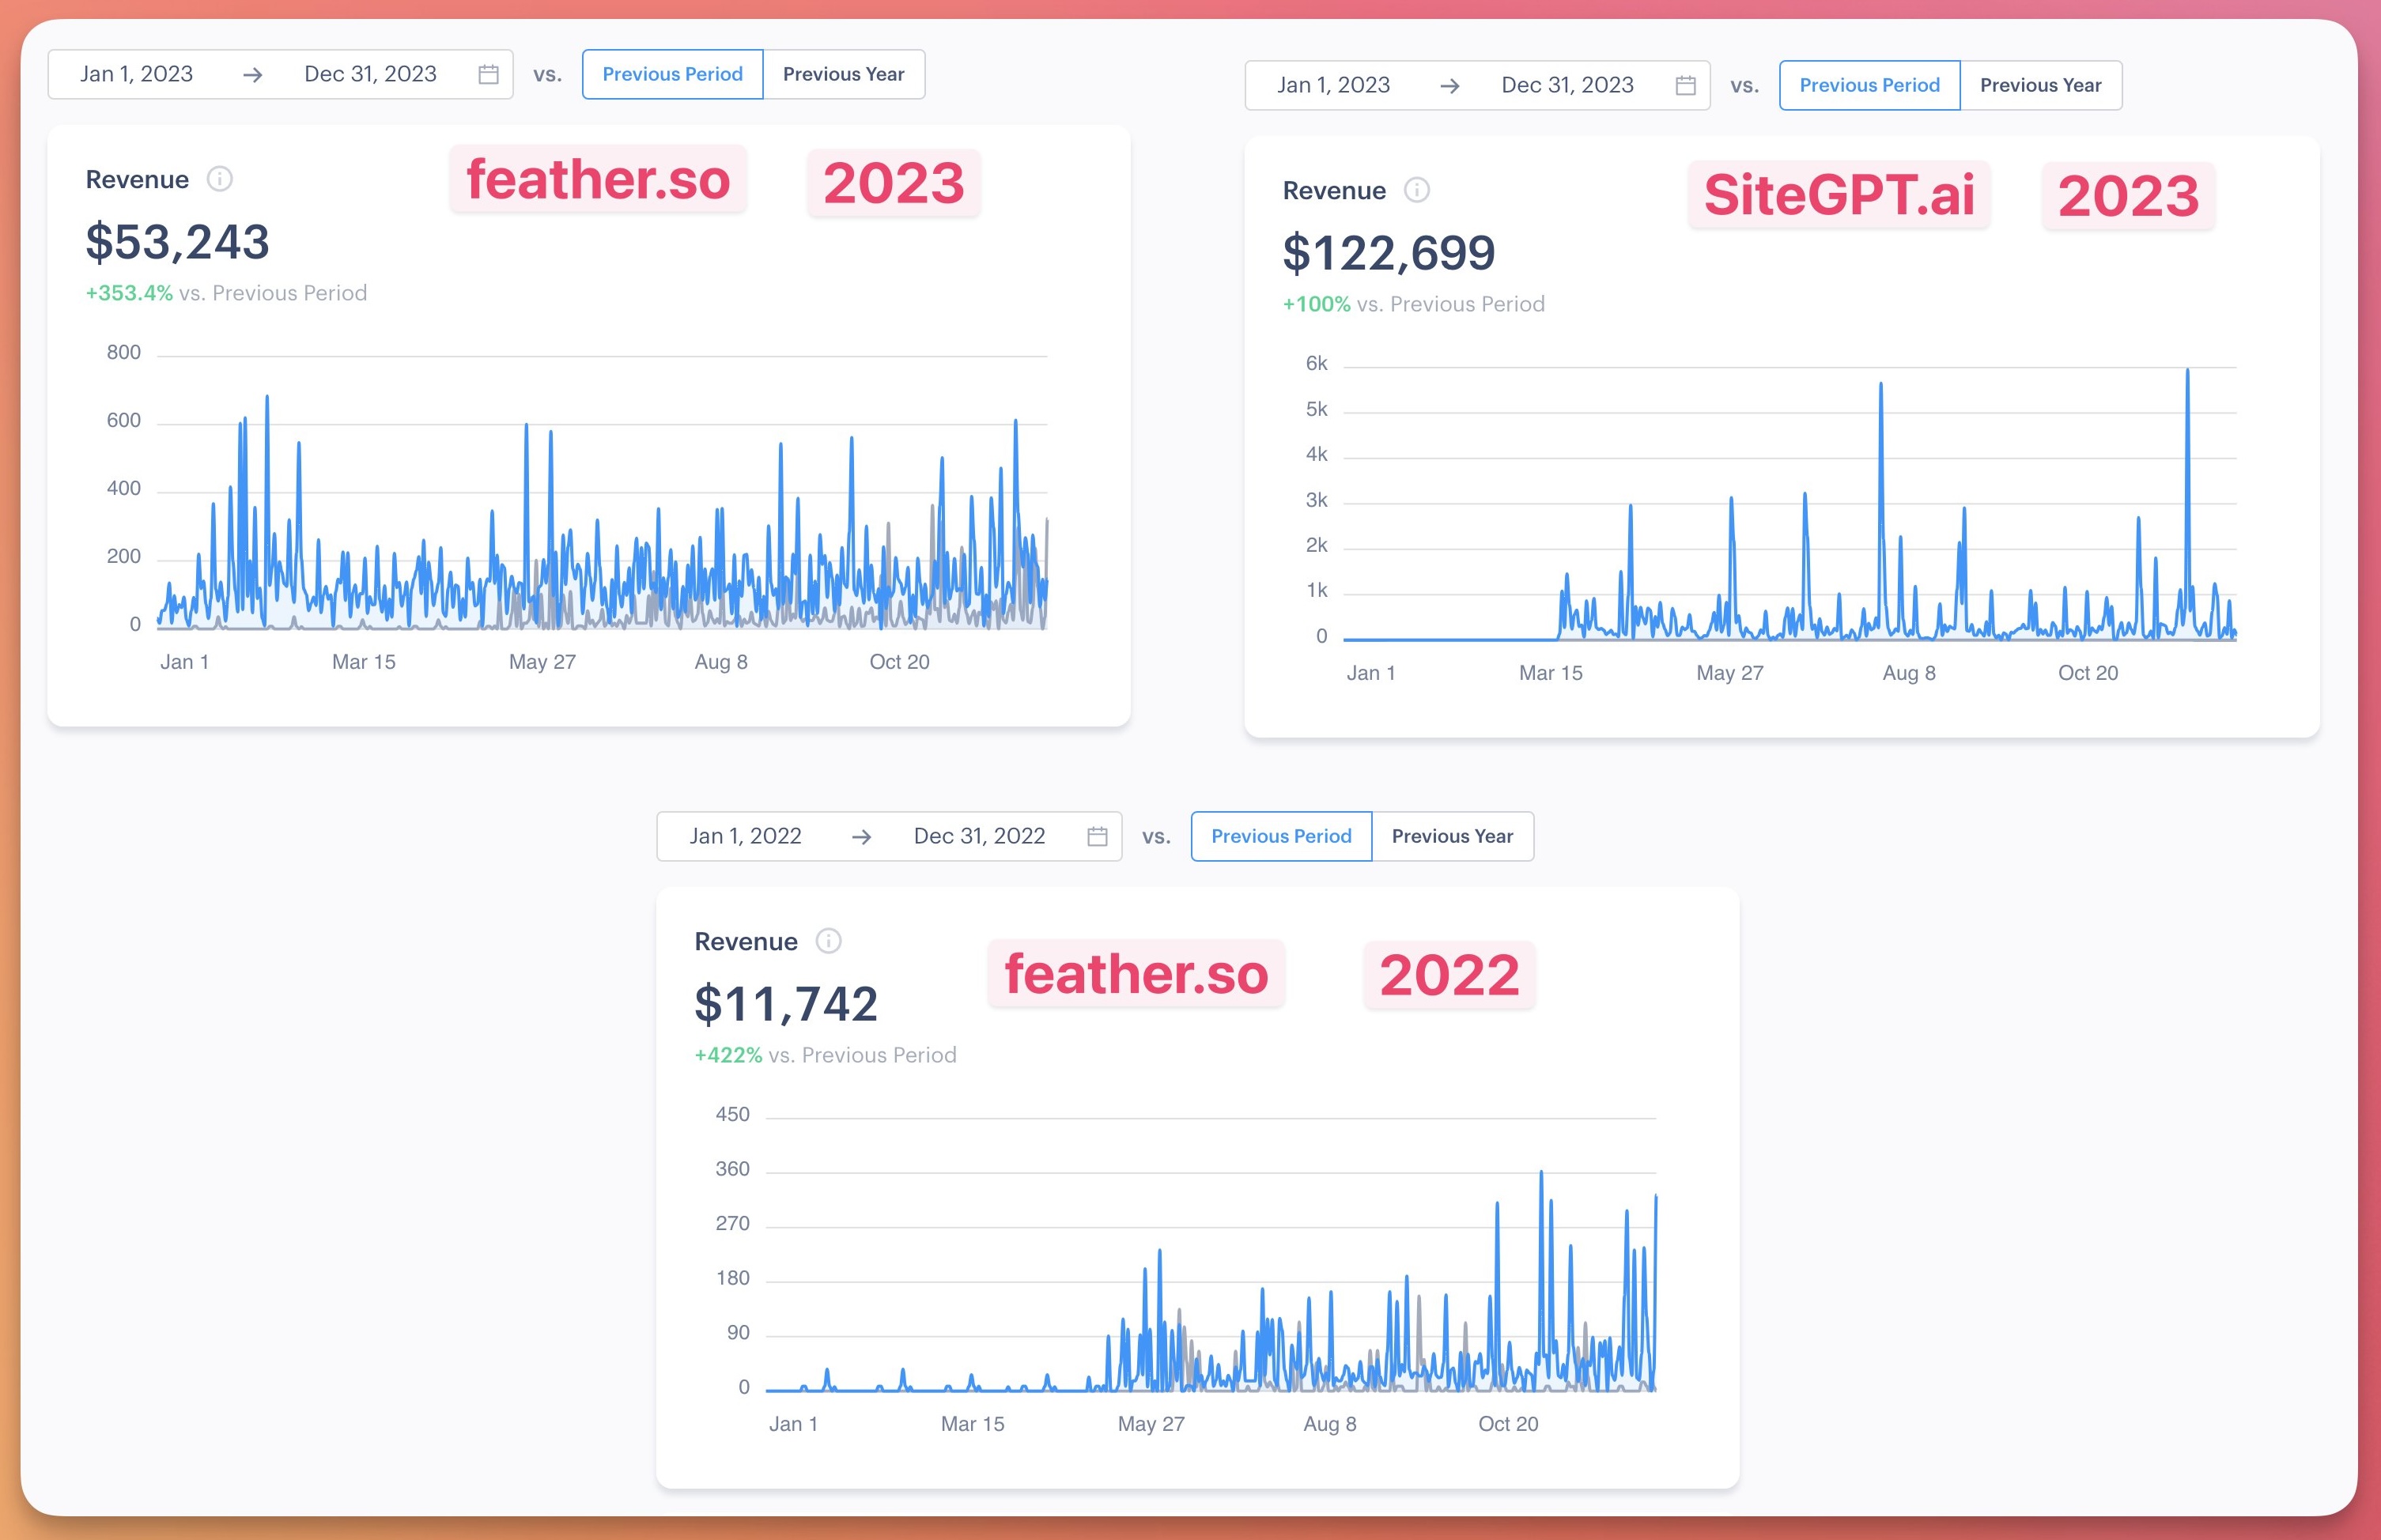 Jan 1, 2023 → Dec 31, 2023 vs. Previous Period Previous Year
Revenue
feather.so 2023
$53,243
+353.4% vs. Previous Period
800
600
400
200
0
Jan 1 Mar 15 May 27 Aug 8 Oct 20
Jan 1, 2023 → Dec 31, 2023 vs. Previous Period Previous Year
Revenue
SiteGPT.ai 2023
$122,699
+100% vs. Previous Period
6k
5k
4k
3k
2k
1k
0
Jan 1 Mar 15 May 27 Aug 8 Oct 20
Jan 1, 2022 → Dec 31, 2022 vs. Previous Period Previous Year
Revenue
feather.so 2022
$11,742
+422% vs. Previous Period
450
360
270
180
90
0
Jan 1 Mar 15 May 27 Aug 8 Oct 20